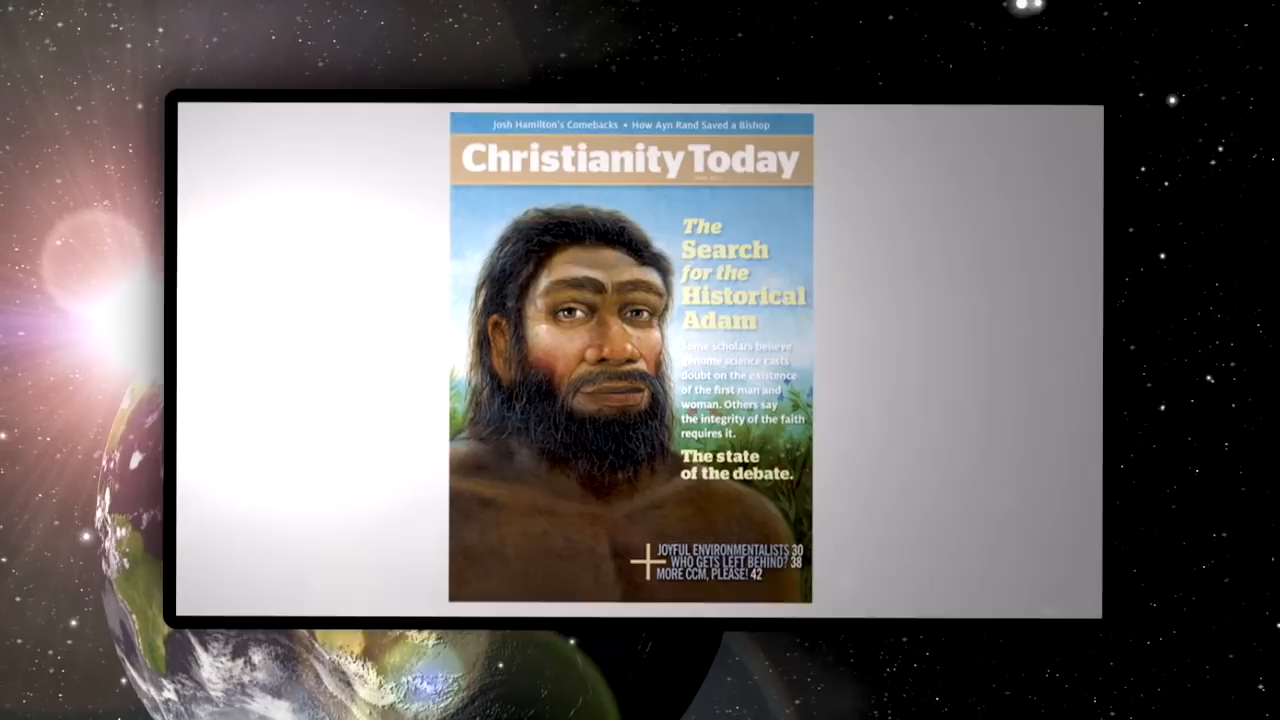 Josh Hamilton's Comebacks • How Ayn Rand Saved a Bishop
Christianity Today
The
Search
for the
Historical
Adam
Some scholars believe
genome science casts
doubt on the existence
of the first man and
woman. Others say
the integrity of the faith
requires it.
The state
of the debate.
JOYFUL ENVIRONMENTALISTS 30
WHO GETS LEFT BEHIND? 38
MORE CCM, PLEASE! 42